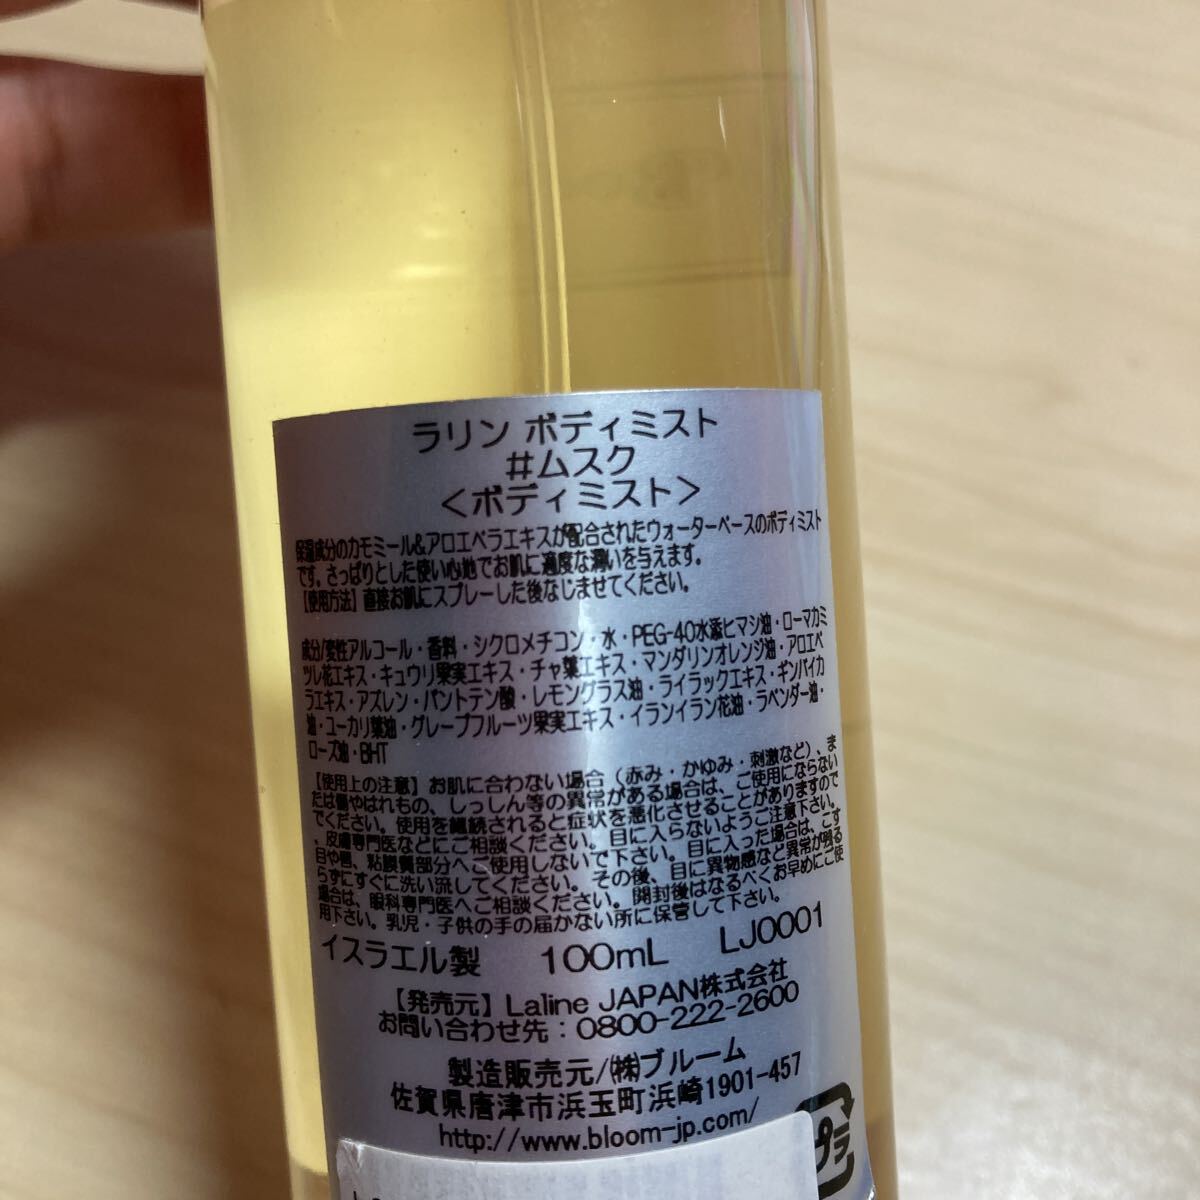 ラリン ボディミスト
#ムスク
<ボディミスト>
保湿成分のカモミール&アロエベラエキスが配合されたウォーターベースのボディミスト
です。さっぱりとした使い心地でお肌に適度な潤いを与えます。
【使用方法】直接お肌にスプレーした後なじませてください。
成分/変性アルコール・香料・シクロメチコン・水・PEG-40水添ヒマシ油・ローマカミ
ツレ花エキス・キュウリ果実エキス・チャ葉エキス・マンダリンオレンジ油・アロエベ
ラエキス・アズレン・パントテン酸・レモングラス油・ライラックエキス・ギンバイカ
油・ユーカリ葉油・グレープフルーツ果実エキス・イランイラン花油・ラベンダー油・
ローズ油・BHT
【使用上の注意】お肌に合わない場合(赤み・かゆみ・刺激など)、ま
たは傷やはれもの、しっしん等の異常がある場合は、ご使用にならない
でください。使用を継続されると症状を悪化させることがありますので
、皮膚専門医などにご相談ください。目に入らないようご注意下さい。
目や唇、粘膜質部分へご使用しないで下さい。目に入った場合は、こす
らずにすぐに洗い流してください。その後、目に異物感など異常が残る
場合は、眼科専門医へご相談ください。開封後はなるべくお早めにご使
用下さい。乳児・子供の手の届かない所に保管して下さい。
イスラエル製 100mL LJ0001
【発売元】Laline JAPAN株式会社
お問い合わせ先:0800-222-2600
製造販売元/㈱ブルーム
佐賀県唐津市浜玉町浜崎1901-457
http://www.bloom-jp.com/
プラ